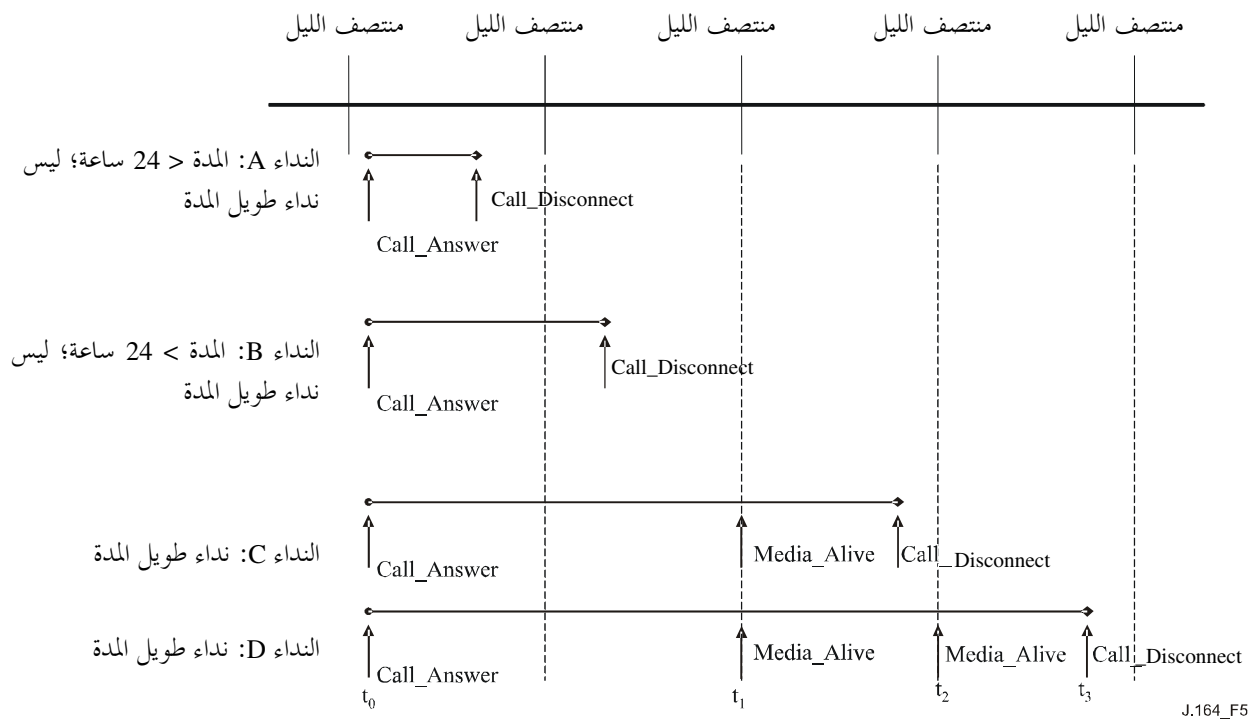 منتصف الليل منتصف الليل منتصف الليل منتصف الليل منتصف الليل
النداء A: المدة < 24 ساعة؛ ليس
نداء طويل المدة
Call_Disconnect
Call_Answer
النداء B: المدة > 24 ساعة؛ ليس
نداء طويل المدة
Call_Disconnect
Call_Answer
النداء C: نداء طويل المدة
Call_Answer
Media_Alive
Call_Disconnect
النداء D: نداء طويل المدة
Call_Answer
Media_Alive
Media_Alive
Call_Disconnect
t0 t1 t2 t3
J.164_F5